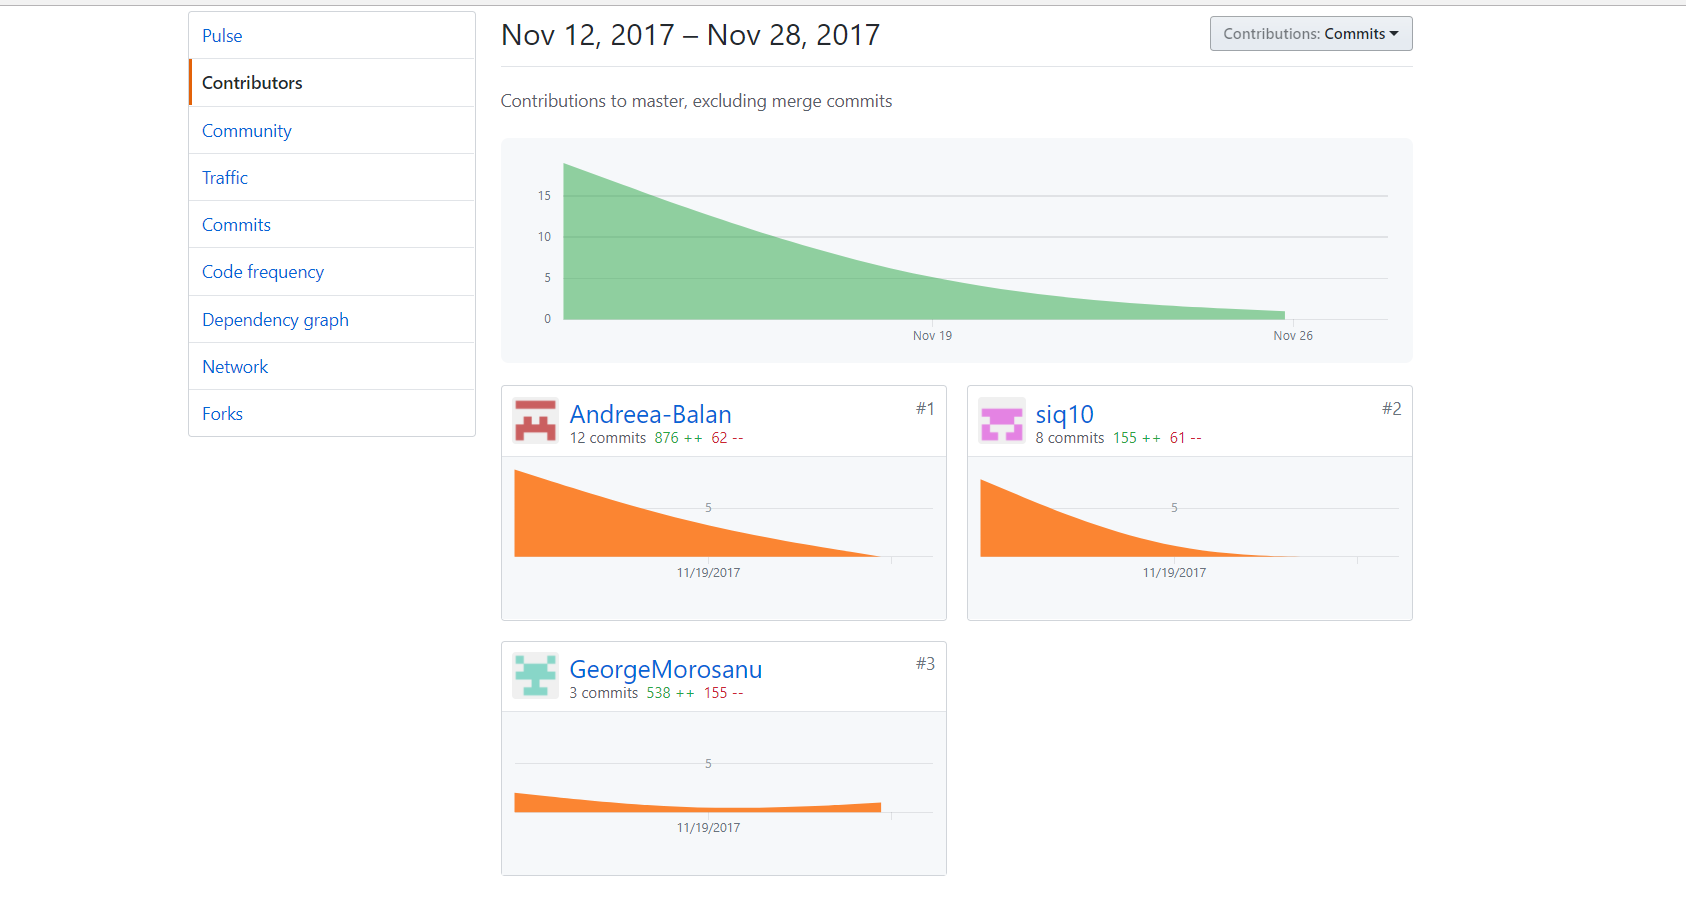 Pulse
Contributors
Community
Traffic
Commits
Code frequency
Dependency graph
Network
Forks
Nov 12, 2017 – Nov 28, 2017
Contributions: Commits
Contributions to master, excluding merge commits
15
10
5
0
Nov 19 Nov 26
Andreea-Balan #1
12 commits 876 ++ 62 --
5
11/19/2017
siq10 #2
8 commits 155 ++ 61 --
5
11/19/2017
GeorgeMorosanu #3
3 commits 538 ++ 155 --
5
11/19/2017